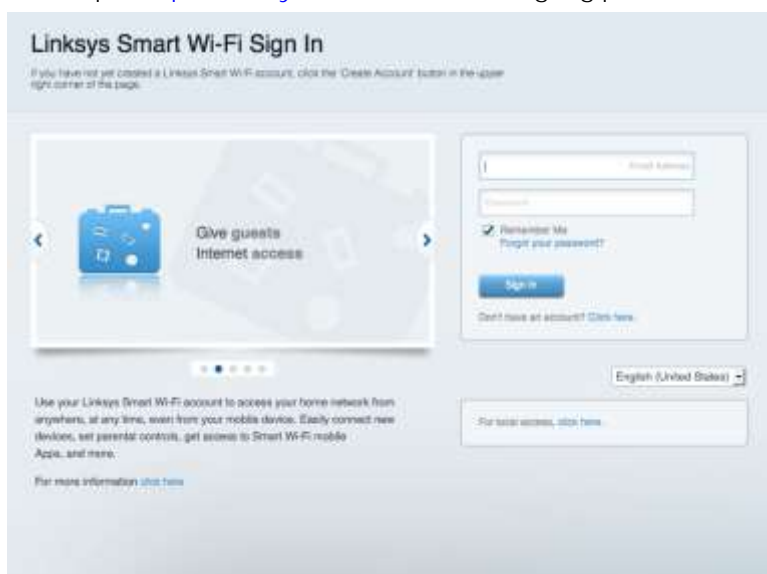 Linksys Smart Wi-Fi Sign In
If you have not yet created a Linksys Smart Wi-Fi account, click the 'Create Account' button in the upper
right corner of the page.
Email Address
Give guests
Internet access
Password
Remember Me
Forgot your password?
Sign In
Don't have an account? Click here.
English (United States)
Use your Linksys Smart Wi-Fi account to access your home network from
anywhere, at any time, even from your mobile device. Easily connect new
devices, set parental controls, get access to Smart Wi-Fi mobile
Apps, and more.
For local access, click here.
For more information click here